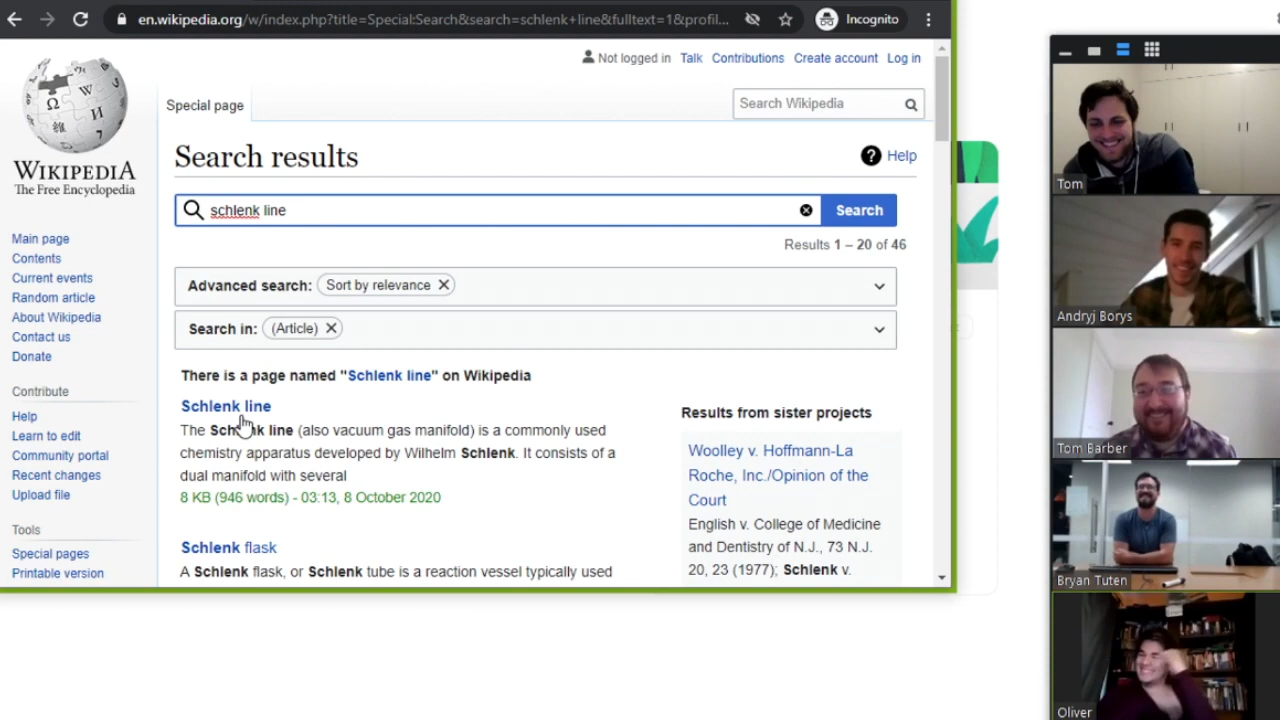 en.wikipedia.org/w/index.php?title=Special:Search&search=schlenk+line&fulltext=1&profil...
Incognito
Not logged in Talk Contributions Create account Log in
Special page
Search Wikipedia
WIKIPEDIA
The Free Encyclopedia
Search results
Help
schlenk line
Search
Results 1 – 20 of 46
Main page
Contents
Current events
Random article
About Wikipedia
Contact us
Donate
Contribute
Help
Learn to edit
Community portal
Recent changes
Upload file
Tools
Special pages
Printable version
Advanced search: Sort by relevance
Search in: (Article)
There is a page named "Schlenk line" on Wikipedia
Schlenk line
The Schlenk line (also vacuum gas manifold) is a commonly used
chemistry apparatus developed by Wilhelm Schlenk. It consists of a
dual manifold with several
8 KB (946 words) - 03:13, 8 October 2020
Schlenk flask
A Schlenk flask, or Schlenk tube is a reaction vessel typically used
Results from sister projects
Woolley v. Hoffmann-La
Roche, Inc./Opinion of the
Court
English v. College of Medicine
and Dentistry of N.J., 73 N.J.
20, 23 (1977); Schlenk v.
Tom
Andryj Borys
Tom Barber
Bryan Tuten
Oliver